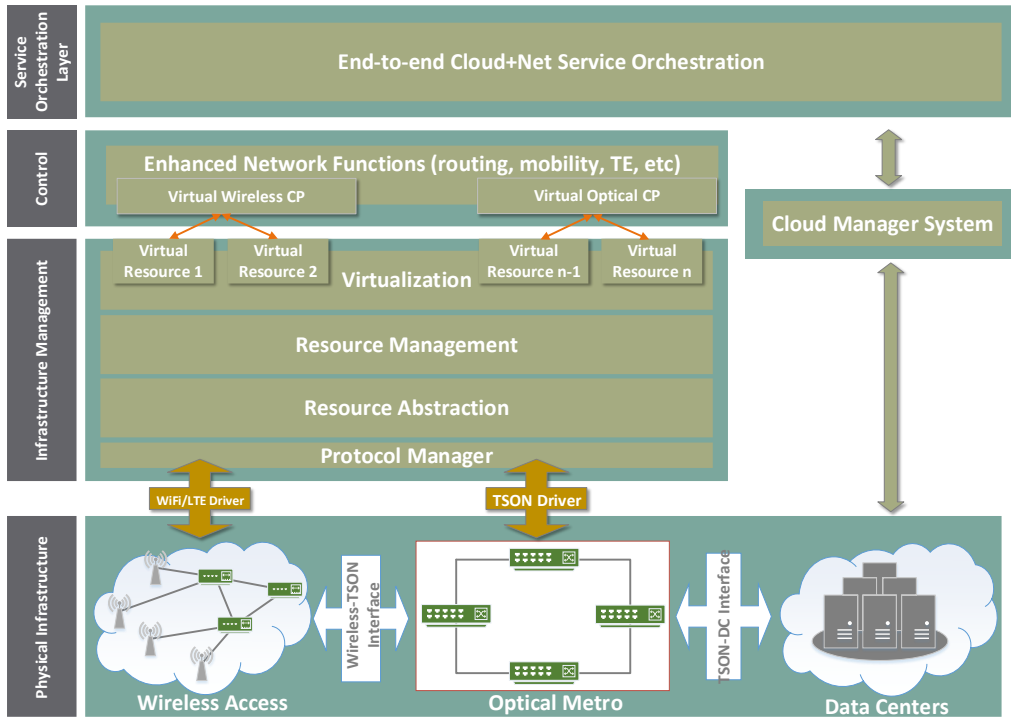 Service
Orchestration
Layer
End-to-end Cloud+Net Service Orchestration
Control
Enhanced Network Functions (routing, mobility, TE, etc)
Virtual Wireless CP
Virtual Optical CP
Cloud Manager System
Infrastructure Management
Virtual
Resource 1
Virtual
Resource 2
Virtual
Resource n-1
Virtual
Resource n
Virtualization
Resource Management
Resource Abstraction
Protocol Manager
WiFi/LTE Driver
TSON Driver
Physical Infrastructure
Wireless-TSON
Interface
TSON-DC Interface
Wireless Access
Optical Metro
Data Centers